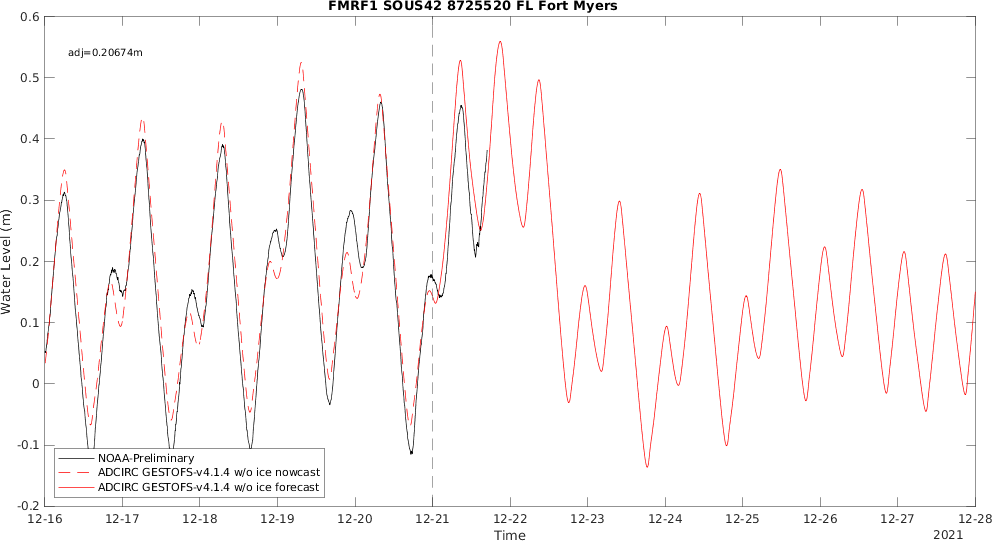 FMRF1 SOUS42 8725520 FL Fort Myers
0.6
adj=0.20674m
0.5
0.4
0.3
0.2
0.1
0
-0.1
-0.2
Water Level (m)
NOAA-Preliminary
ADCIRC GESTOFS-v4.1.4 w/o ice nowcast
ADCIRC GESTOFS-v4.1.4 w/o ice forecast
12-16 12-17 12-18 12-19 12-20 12-21 12-22 12-23 12-24 12-25 12-26 12-27 12-28
Time
2021